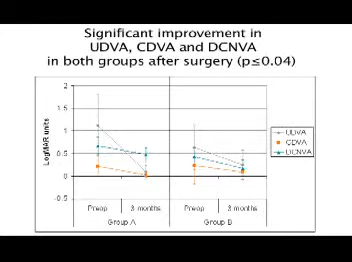 Significant improvement in
UDVA, CDVA and DCNVA
in both groups after surgery (p≤0.04)
2
1.5
1
0.5
0
-0.5
LogMAR units
UDVA
CDVA
DCNVA
Preop 3 months Preop 3 months
Group A Group B